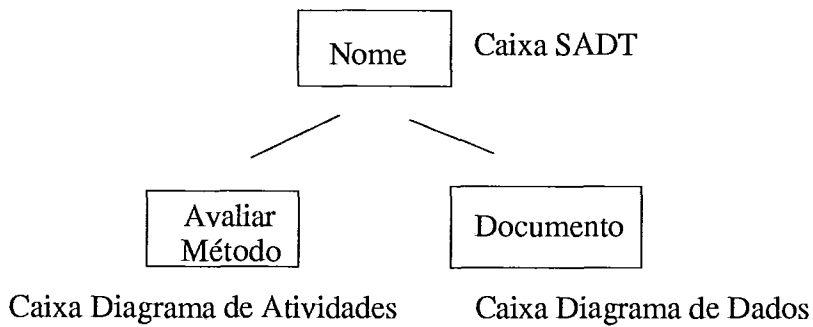 Nome
Caixa SADT
Avaliar
Método
Documento
Caixa Diagrama de Atividades
Caixa Diagrama de Dados